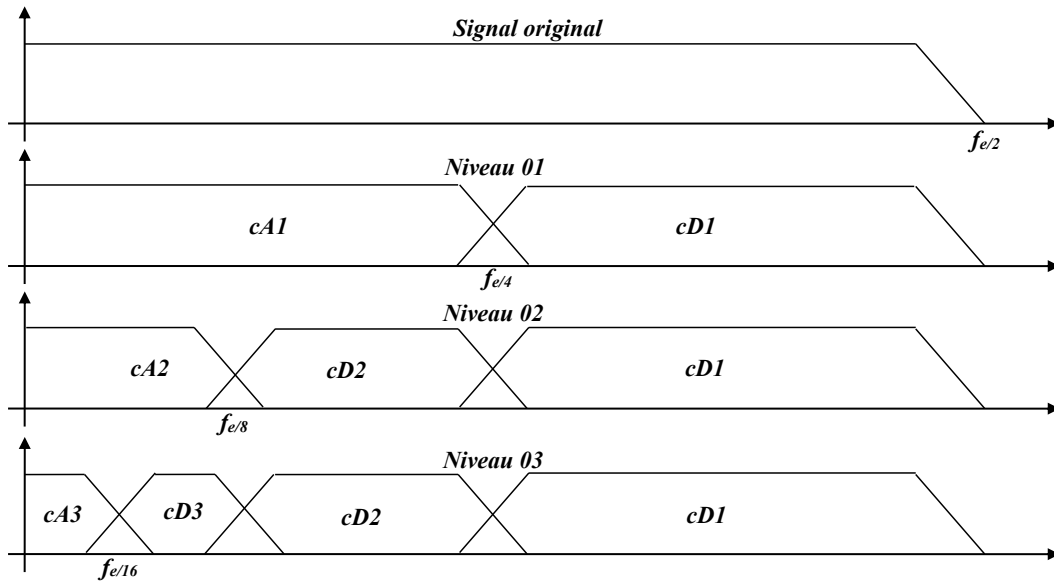 Signal original
fe/2
Niveau 01
cA1
cD1
fe/4
Niveau 02
cA2
cD2
cD1
fe/8
Niveau 03
cA3
cD3
cD2
cD1
fe/16